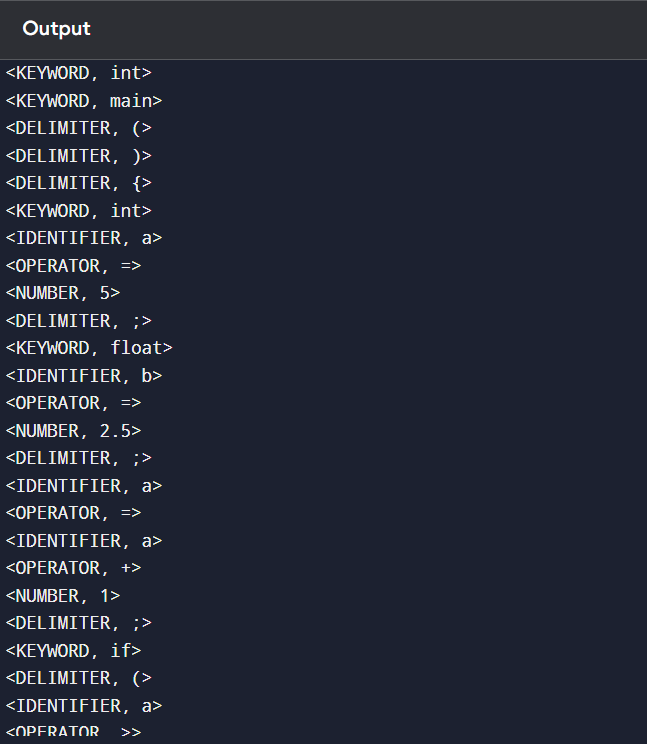 Output
<KEYWORD, int>
<KEYWORD, main>
<DELIMITER, (>
<DELIMITER, )>
<DELIMITER, {>
<KEYWORD, int>
<IDENTIFIER, a>
<OPERATOR, =>
<NUMBER, 5>
<DELIMITER, ;>
<KEYWORD, float>
<IDENTIFIER, b>
<OPERATOR, =>
<NUMBER, 2.5>
<DELIMITER, ;>
<IDENTIFIER, a>
<OPERATOR, =>
<IDENTIFIER, a>
<OPERATOR, +>
<NUMBER, 1>
<DELIMITER, ;>
<KEYWORD, if>
<DELIMITER, (>
<IDENTIFIER, a>
<OPERATOR, >>